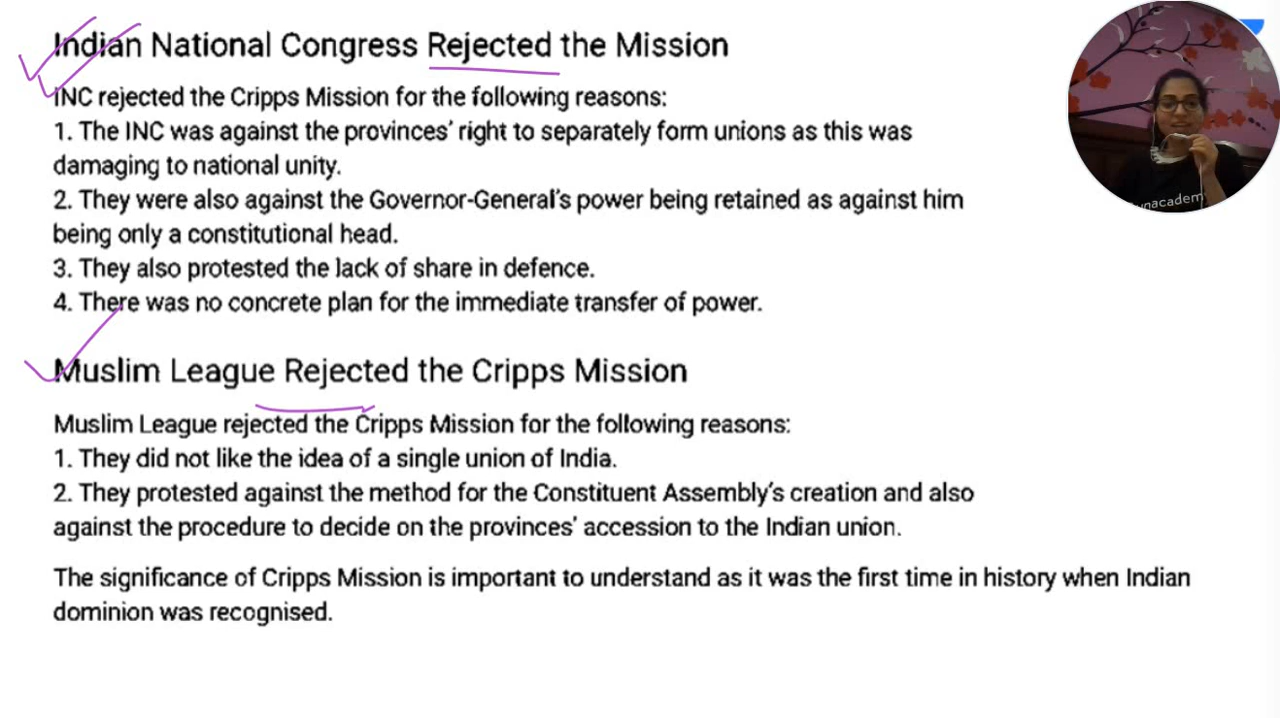 Indian National Congress Rejected the Mission
INC rejected the Cripps Mission for the following reasons:
1. The INC was against the provinces' right to separately form unions as this was
damaging to national unity.
2. They were also against the Governor-General's power being retained as against him
being only a constitutional head.
3. They also protested the lack of share in defence.
4. There was no concrete plan for the immediate transfer of power.
Muslim League Rejected the Cripps Mission
Muslim League rejected the Cripps Mission for the following reasons:
1. They did not like the idea of a single union of India.
2. They protested against the method for the Constituent Assembly's creation and also
against the procedure to decide on the provinces' accession to the Indian union.
The significance of Cripps Mission is important to understand as it was the first time in history when Indian
dominion was recognised.
unacadem